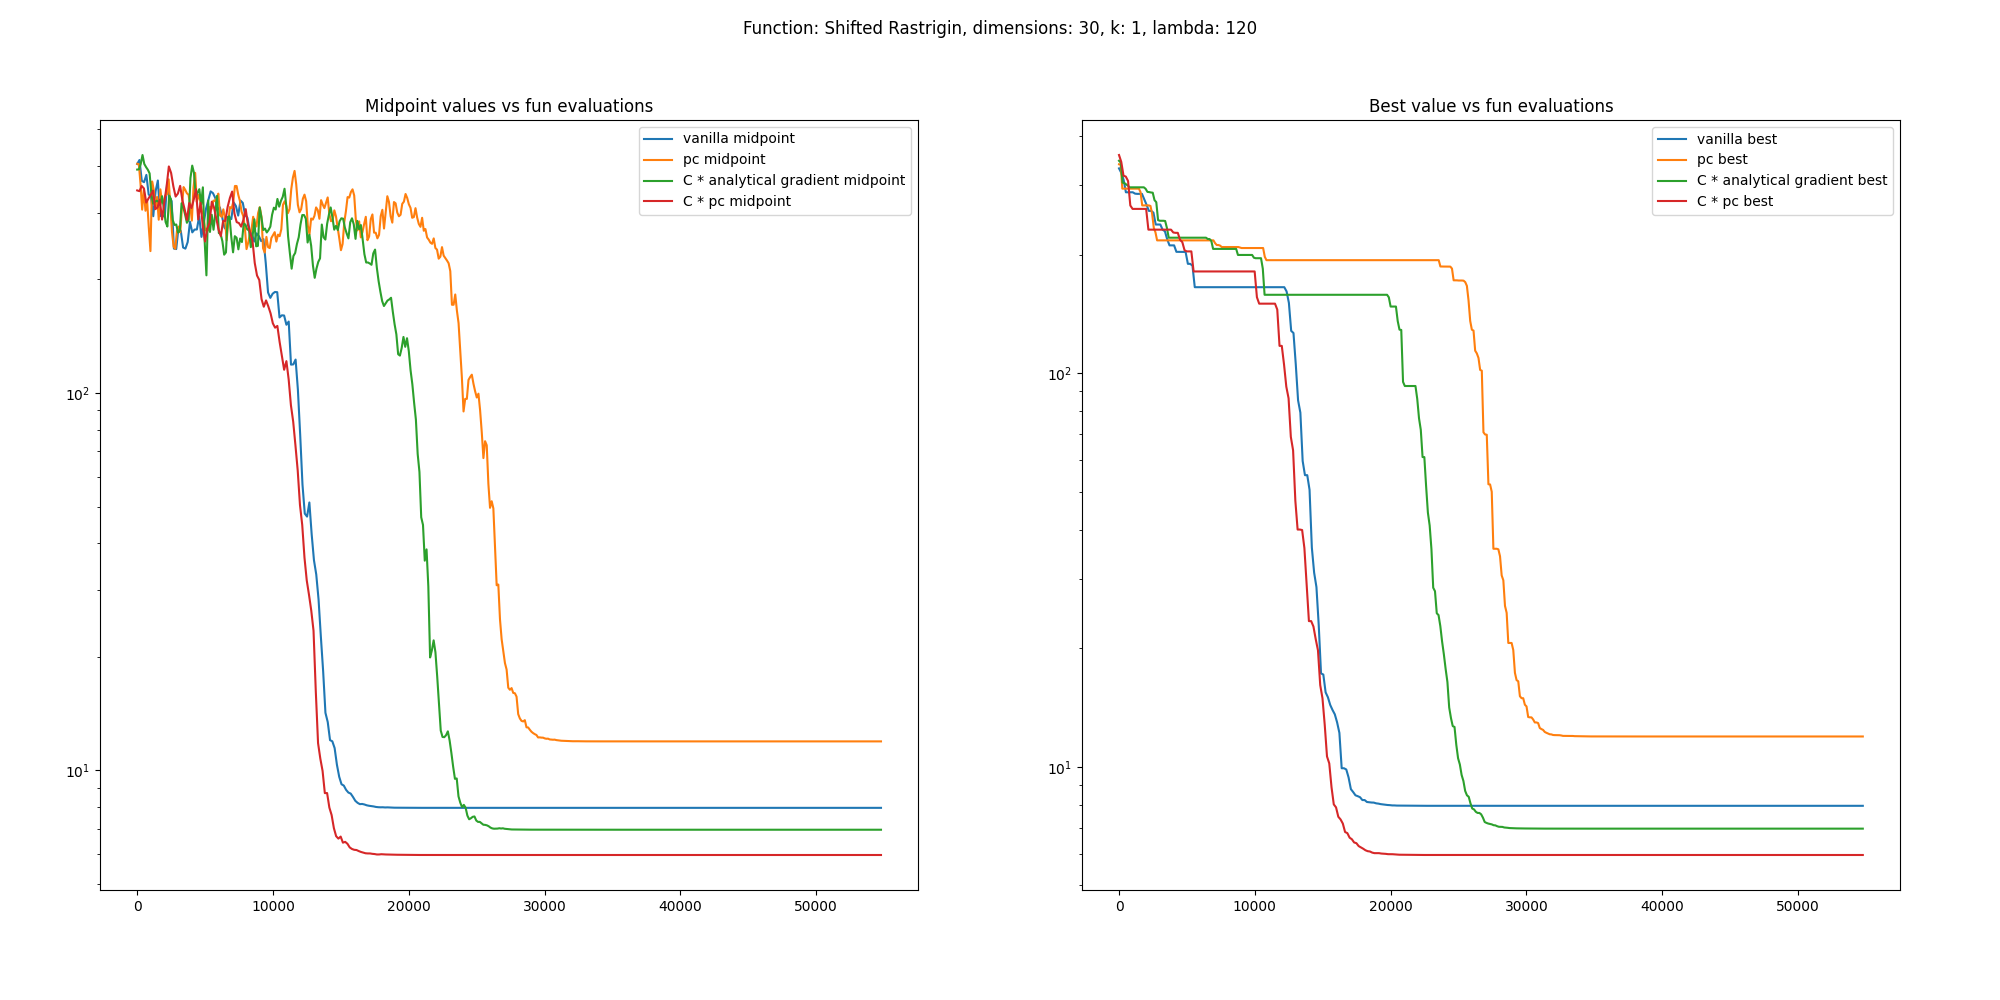 Function: Shifted Rastrigin, dimensions: 30, k: 1, lambda: 120
Midpoint values vs fun evaluations
vanilla midpoint
pc midpoint
C * analytical gradient midpoint
C * pc midpoint
10²
10¹
0 10000 20000 30000 40000 50000
Best value vs fun evaluations
vanilla best
pc best
C * analytical gradient best
C * pc best
10²
10¹
0 10000 20000 30000 40000 50000